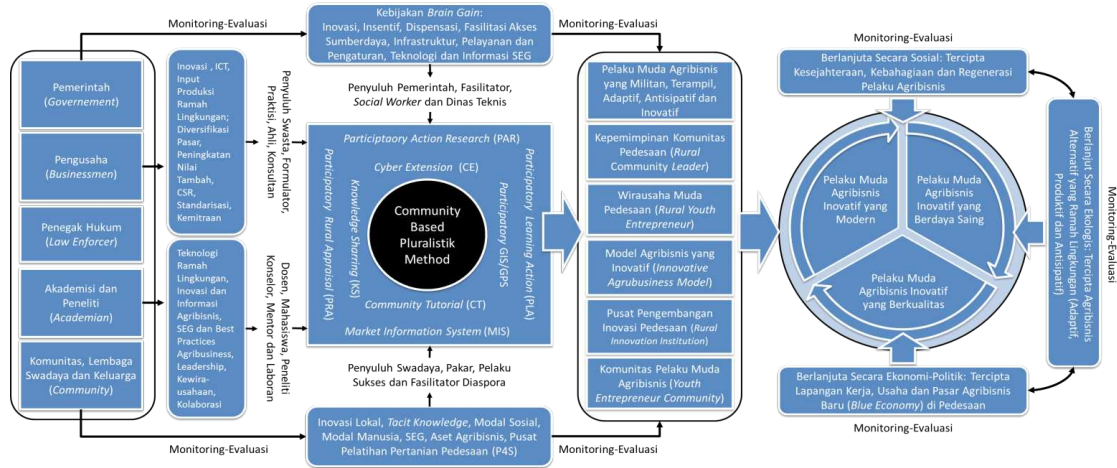 Monitoring-Evaluasi
Kebijakan Brain Gain:
Inovasi, Insentif, Dispensasi, Fasilitasi Akses
Sumberdaya, Infrastruktur, Pelayanan dan
Pengaturan, Teknologi dan Informasi SEG
Monitoring-Evaluasi
Pemerintah
(Governement)
Pengusaha
(Businessmen)
Penegak Hukum
(Law Enforcer)
Akademisi dan
Peneliti
(Academian)
Komunitas, Lembaga
Swadaya dan Keluarga
(Community)
Inovasi , ICT,
Input
Produksi
Ramah
Lingkungan;
Diversifikasi
Pasar,
Peningkatan
Nilai
Tambah,
CSR,
Standarisasi,
Kemitraan
Teknologi
Ramah
Lingkungan,
Inovasi dan
Informasi
Agribisnis,
SEG dan Best
Practices
Agribusiness,
Leadership,
Kewira-
usahaan,
Kolaborasi
Penyuluh Swasta, Formulator,
Praktisi, Ahli, Konsultan
Dosen, Mahasiswa, Peneliti
Konselor, Mentor dan Laboran
Penyuluh Pemerintah, Fasilitator,
Social Worker dan Dinas Teknis
Participtaory Action Research (PAR)
Cyber Extension (CE)
Participatory Rural Appraisal (PRA)
Knowledge Sharring (KS)
Community
Based
Pluralistik
Method
Participatory GIS/GPS
Participatory Learning Action (PLA)
Community Tutorial (CT)
Market Information System (MIS)
Penyuluh Swadaya, Pakar, Pelaku
Sukses dan Fasilitator Diaspora
Monitoring-Evaluasi
Inovasi Lokal, Tacit Knowledge, Modal Sosial,
Modal Manusia, SEG, Aset Agribisnis, Pusat
Pelatihan Pertanian Pedesaan (P4S)
Monitoring-Evaluasi
Pelaku Muda Agribisnis
yang Militan, Terampil,
Adaptif, Antisipatif dan
Inovatif
Kepemimpinan Komunitas
Pedesaan (Rural
Community Leader)
Wirausaha Muda
Pedesaan (Rural Youth
Entrepreneur)
Model Agribisnis yang
Inovatif (Innovative
Agrubusiness Model)
Pusat Pengembangan
Inovasi Pedesaan (Rural
Innovation Institution)
Komunitas Pelaku Muda
Agribisnis (Youth
Entrepreneur Community)
Monitoring-Evaluasi
Berlanjuta Secara Sosial: Tercipta
Kesejahteraan, Kebahagiaan dan Regenerasi
Pelaku Agribisnis
Pelaku Muda
Agribisnis
Inovatif yang
Modern
Pelaku Muda
Agribisnis
Inovatif yang
Berdaya Saing
Pelaku Muda
Agribisnis Inovatif
yang Berkualitas
Berlanjut Secara Ekologis: Tercipta Agribisnis
Alternatif yang Ramah Lingkungan (Adaptif,
Produktif dan Antisipatif)
Monitoring-Evaluasi
Berlanjuta Secara Ekonomi-Politik: Tercipta
Lapangan Kerja, Usaha dan Pasar Agribisnis
Baru (Blue Economy) di Pedesaan
Monitoring-Evaluasi